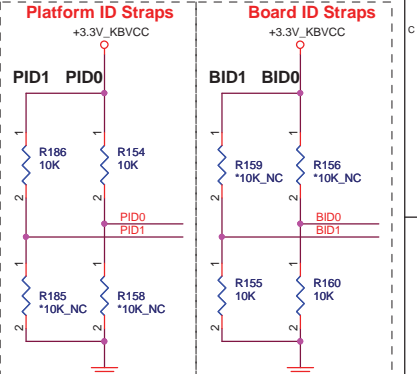 Platform ID Straps
+3.3V_KBVCC
PID1 PID0
1
R186
10K
2
1
R154
10K
2
PID0
PID1
1
R185
*10K_NC
2
1
R158
*10K_NC
2
Board ID Straps
+3.3V_KBVCC
BID1 BID0
1
R159
*10K_NC
2
1
R156
*10K_NC
2
BID0
BID1
1
R155
10K
2
1
R160
10K
2
C